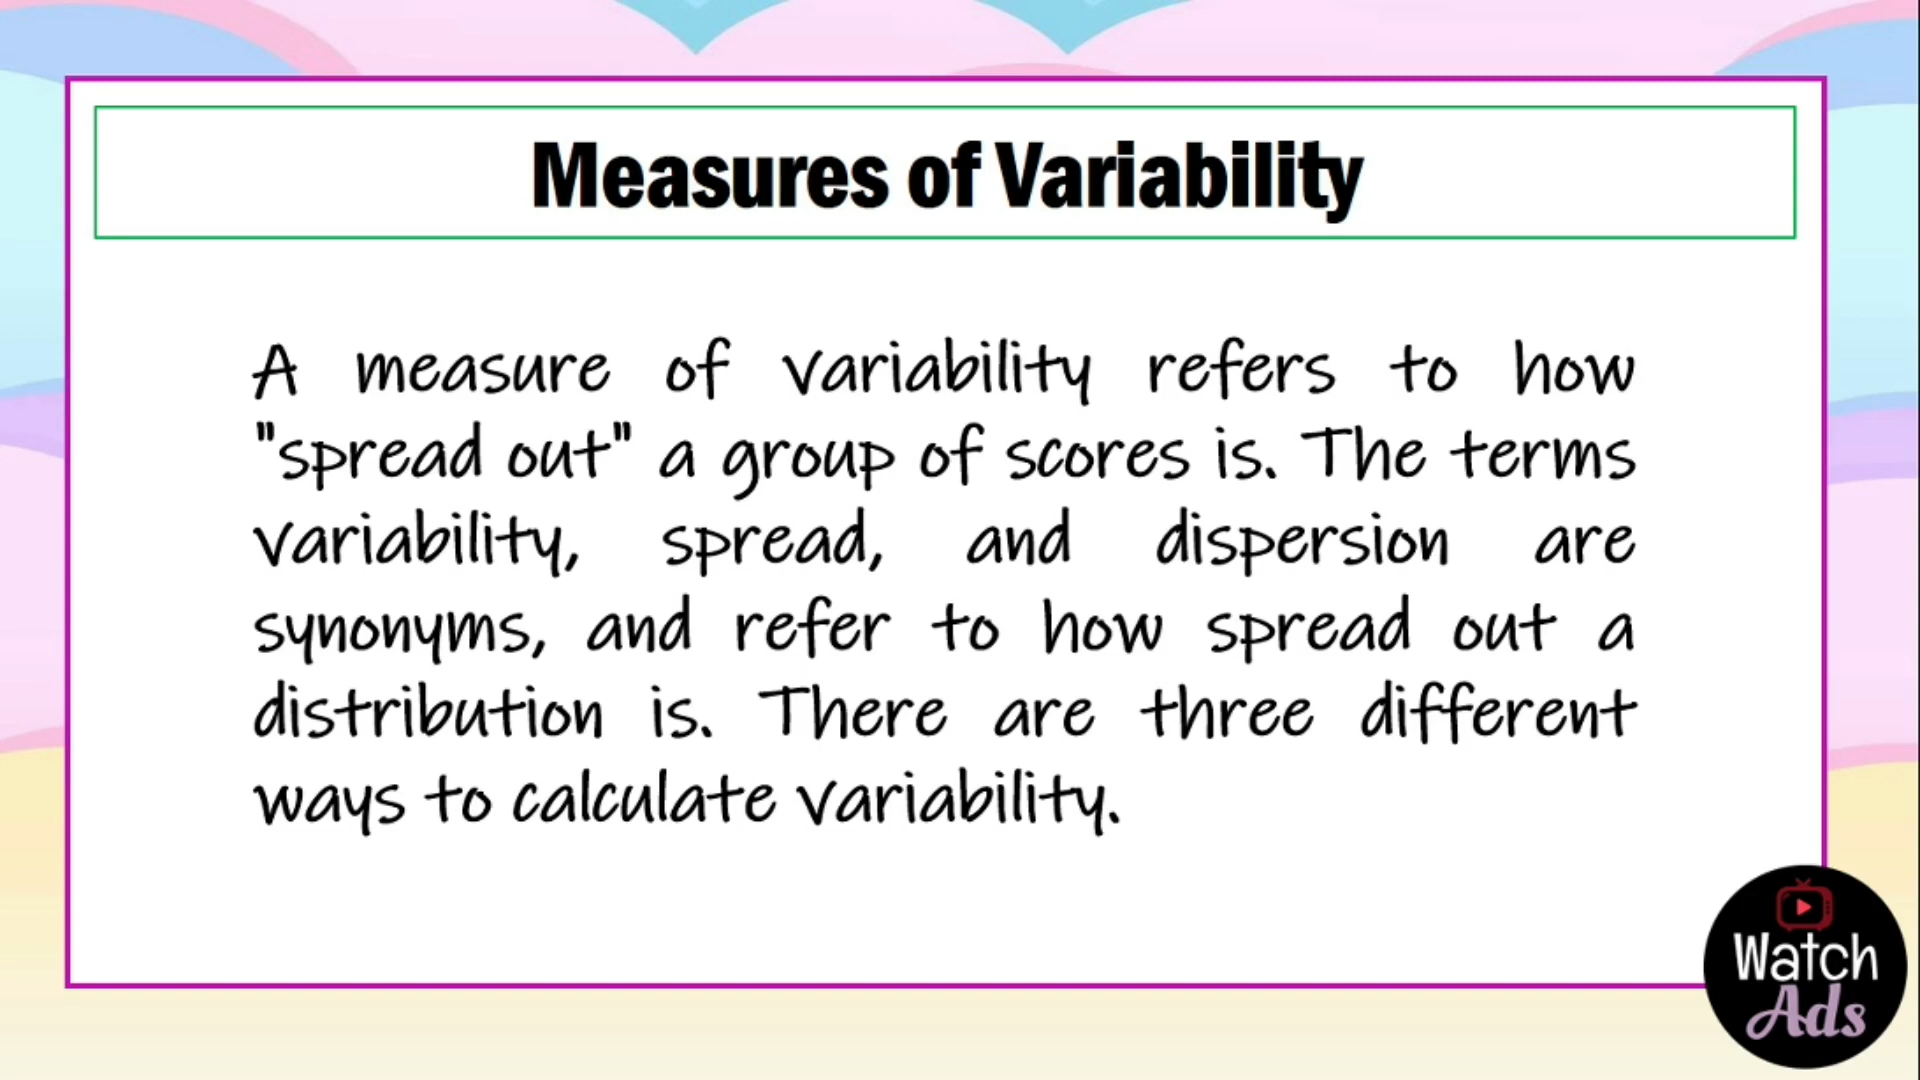 Measures of Variability
A measure of variability refers to how
"spread out" a group of scores is. The terms
variability, spread, and dispersion are
synonyms, and refer to how spread out a
distribution is. There are three different
ways to calculate variability.
Watch
Ads